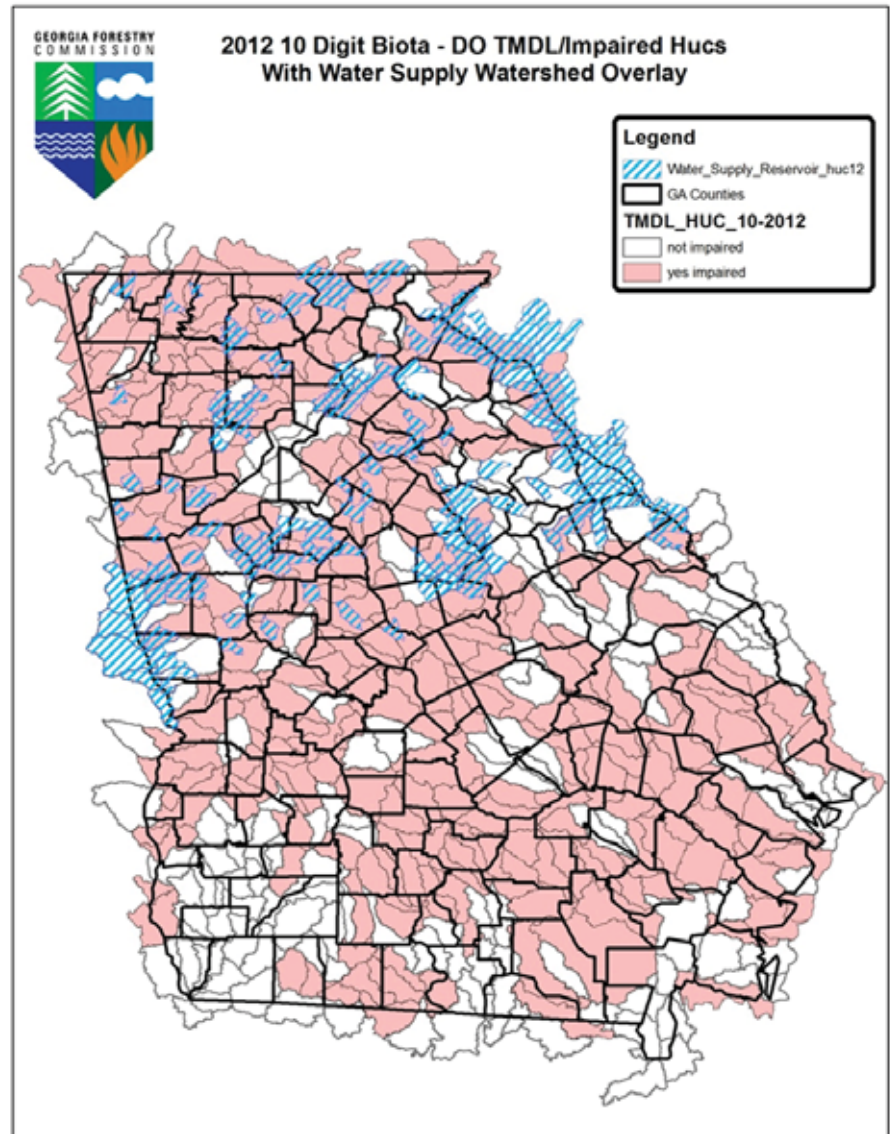 GEORGIA FORESTRY
COMMISSION
2012 10 Digit Biota - DO TMDL/Impaired Hucs
With Water Supply Watershed Overlay
Legend
Water_Supply_Reservoir_huc12
GA Counties
TMDL_HUC_10-2012
not impaired
yes impaired